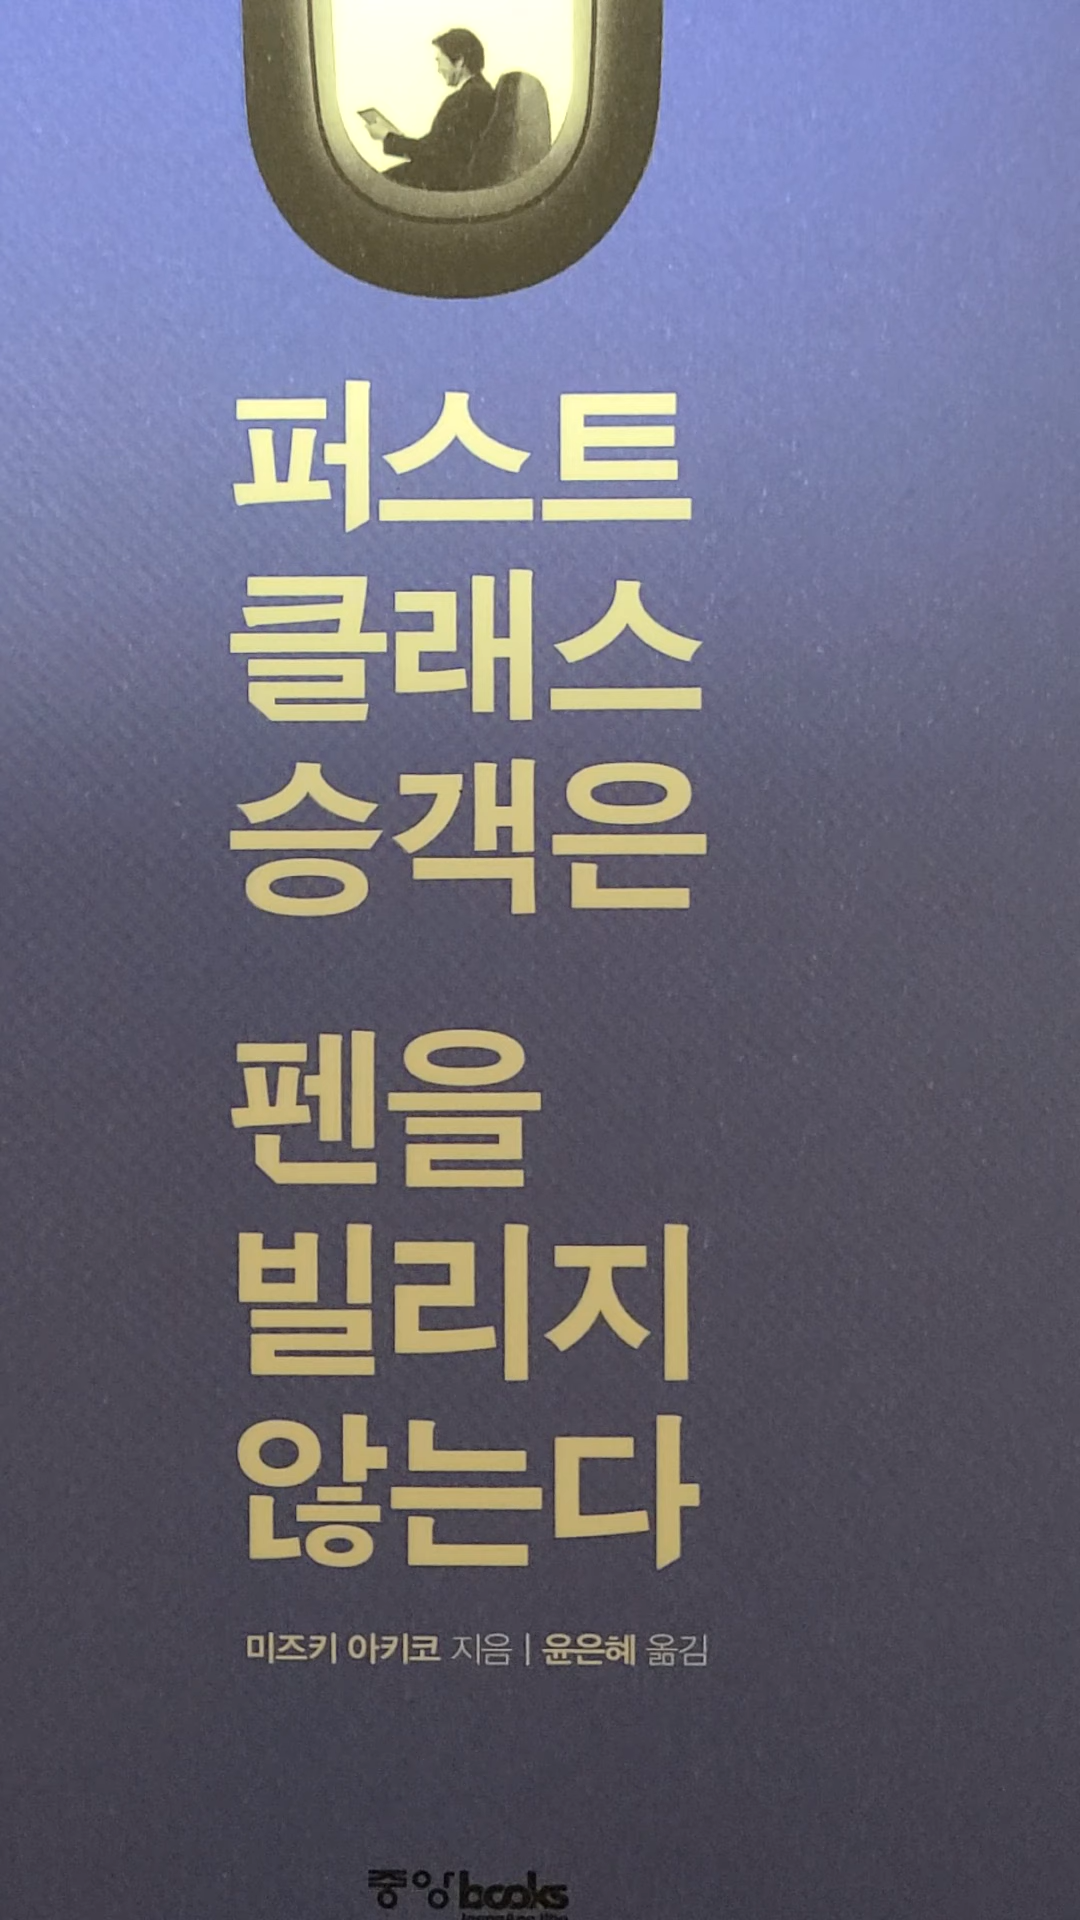 퍼스트
클래스
승객은
펜을
빌리지
않는다
미즈키 아키코 지음 | 윤은혜 옮김
중앙books